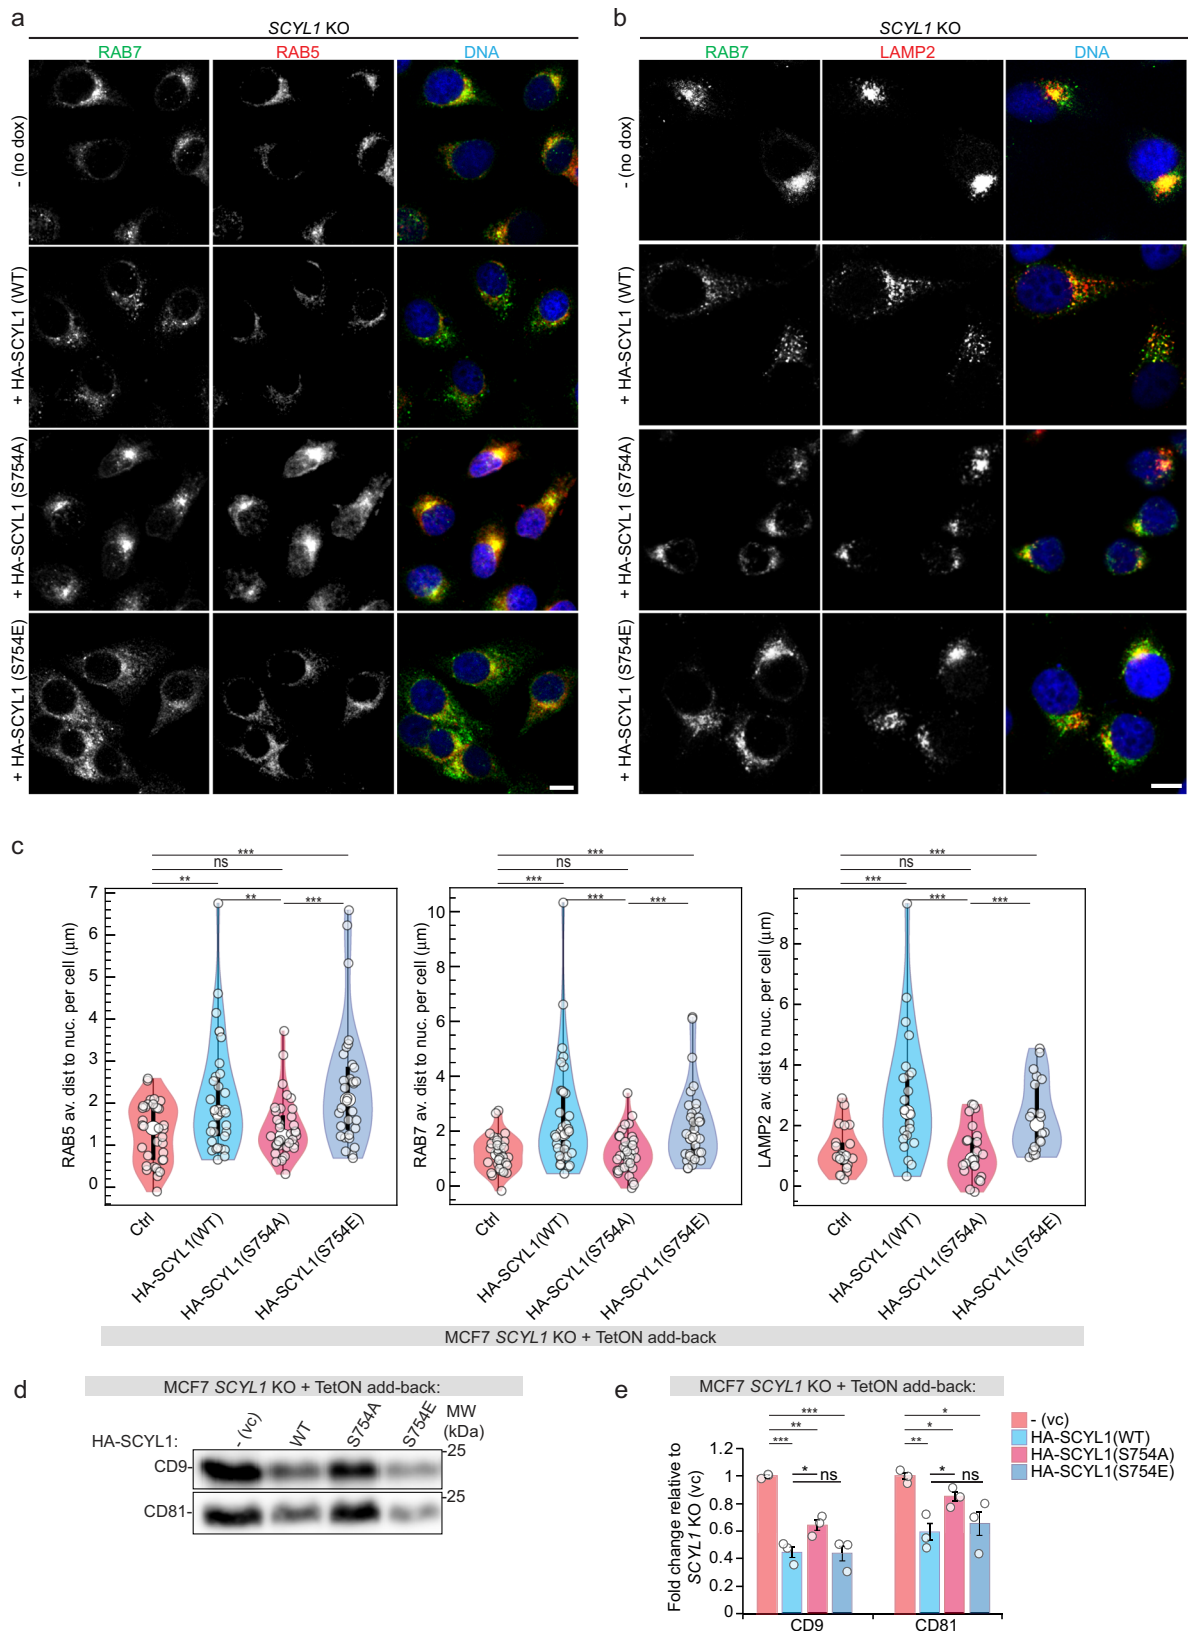 a
SCYL1 KO
RAB7 RAB5 DNA
- (no dox)
+ HA-SCYL1 (WT)
+ HA-SCYL1 (S754A)
+ HA-SCYL1 (S754E)
b
SCYL1 KO
RAB7 LAMP2 DNA
- (no dox)
+ HA-SCYL1 (WT)
+ HA-SCYL1 (S754A)
+ HA-SCYL1 (S754E)
c
***
ns
**
** ***
RAB5 av. dist to nuc. per cell (µm)
7
6
5
4
3
2
1
0
Ctrl
HA-SCYL1(WT)
HA-SCYL1(S754A)
HA-SCYL1(S754E)
***
ns
***
*** ***
RAB7 av. dist to nuc. per cell (µm)
10
8
6
4
2
0
Ctrl
HA-SCYL1(WT)
HA-SCYL1(S754A)
HA-SCYL1(S754E)
***
ns
***
*** ***
LAMP2 av. dist to nuc. per cell (µm)
8
6
4
2
0
Ctrl
HA-SCYL1(WT)
HA-SCYL1(S754A)
HA-SCYL1(S754E)
MCF7 SCYL1 KO + TetON add-back
d
MCF7 SCYL1 KO + TetON add-back:
HA-SCYL1: - (vc) WT S754A S754E MW
(kDa)
CD9- -25
CD81- -25
e
MCF7 SCYL1 KO + TetON add-back:
*** *
** *
*** **
* ns * ns
- (vc)
HA-SCYL1(WT)
HA-SCYL1(S754A)
HA-SCYL1(S754E)
Fold change relative to
SCYL1 KO (vc)
1.2
1
0.8
0.6
0.4
0.2
0
CD9 CD81